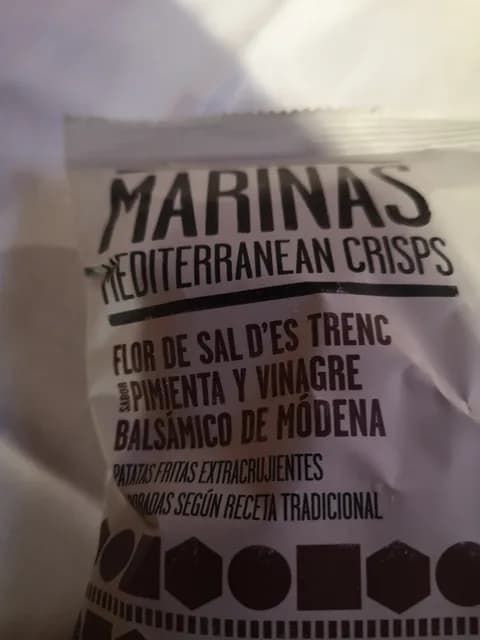 MARINAS
MEDITERRANEAN CRISPS
FLOR DE SAL D'ES TRENC
SABOR PIMIENTA Y VINAGRE
BALSÁMICO DE MÓDENA
PATATAS FRITAS EXTRACRUJIENTES
SEGÚN RECETA TRADICIONAL